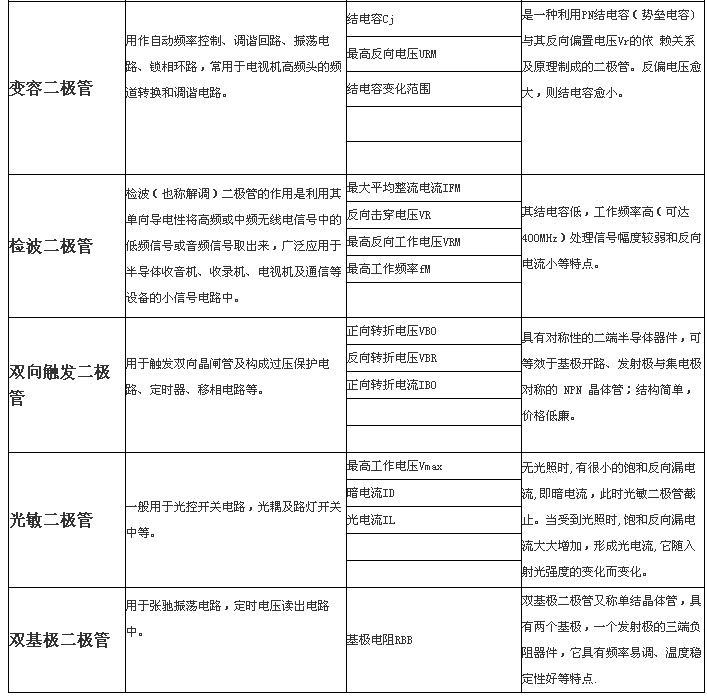 变容二极管
用作自动频率控制、调谐回路、振荡电
路、锁相环路，常用于电视机高频头的频
道转换和调谐电路。
结电容Cj
最高反向电压URM
结电容变化范围
是一种利用PN结电容（势垒电容）
与其反向偏置电压Vr的依 赖关系
及原理制成的二极管。反偏电压愈
大，则结电容愈小。
检波二极管
检波（也称解调）二极管的作用是利用其
单向导电性将高频或中频无线电信号中的
低频信号或音频信号取出来，广泛应用于
半导体收音机、收录机、电视机及通信等
设备的小信号电路中。
最大平均整流电流IFM
反向击穿电压VR
最高反向工作电压VRM
最高工作频率fM
其结电容低，工作频率高（可达
400MHz）处理信号幅度较弱和反向
电流小等特点。
双向触发二极
管
用于触发双向晶闸管及构成过压保护电
路、定时器、移相电路等。
正向转折电压VBO
反向转折电压VBR
正向转折电流IBO
具有对称性的二端半导体器件，可
等效于基极开路、发射极与集电极
对称的 NPN 晶体管；结构简单，
价格低廉。
光敏二极管
一般用于光控开关电路，光耦及路灯开关
中等。
最高工作电压Vmax
暗电流ID
光电流IL
无光照时,有很小的饱和反向漏电
流,即暗电流，此时光敏二极管截
止。当受到光照时,饱和反向漏电
流大大增加，形成光电流,它随入
射光强度的变化而变化。
双基极二极管
用于张驰振荡电路，定时电压读出电路
中。
基极电阻RBB
双基极二极管又称单结晶体管，具
有两个基极，一个发射极的三端负
阻器件，它具有频率易调、温度稳
定性好等特点.